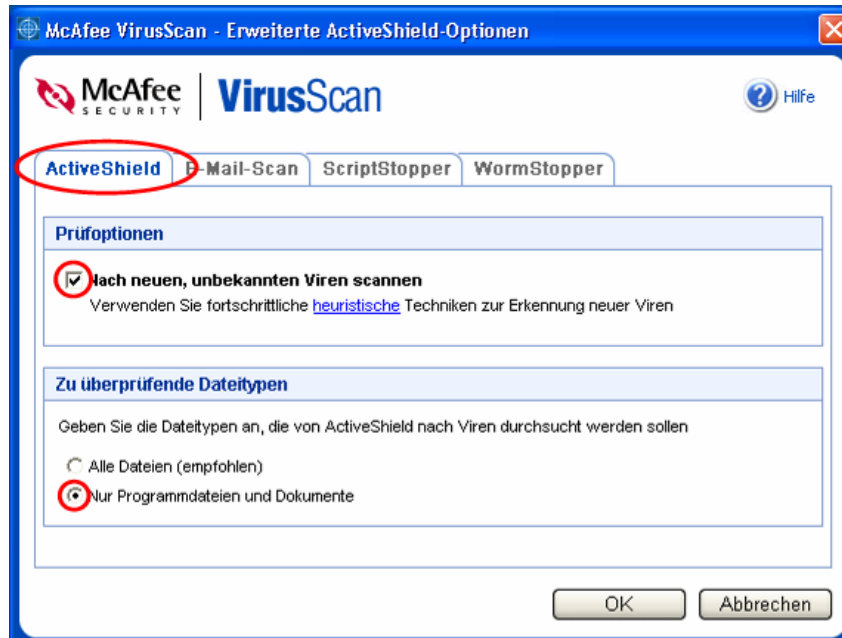 McAfee VirusScan - Erweiterte ActiveShield-Optionen
McAfee SECURITY VirusScan
Hilfe
ActiveShield E-Mail-Scan ScriptStopper WormStopper
Prüfoptionen
Nach neuen, unbekannten Viren scannen
Verwenden Sie fortschrittliche heuristische Techniken zur Erkennung neuer Viren
Zu überprüfende Dateitypen
Geben Sie die Dateitypen an, die von ActiveShield nach Viren durchsucht werden sollen
Alle Dateien (empfohlen)
Nur Programmdateien und Dokumente
OK Abbrechen